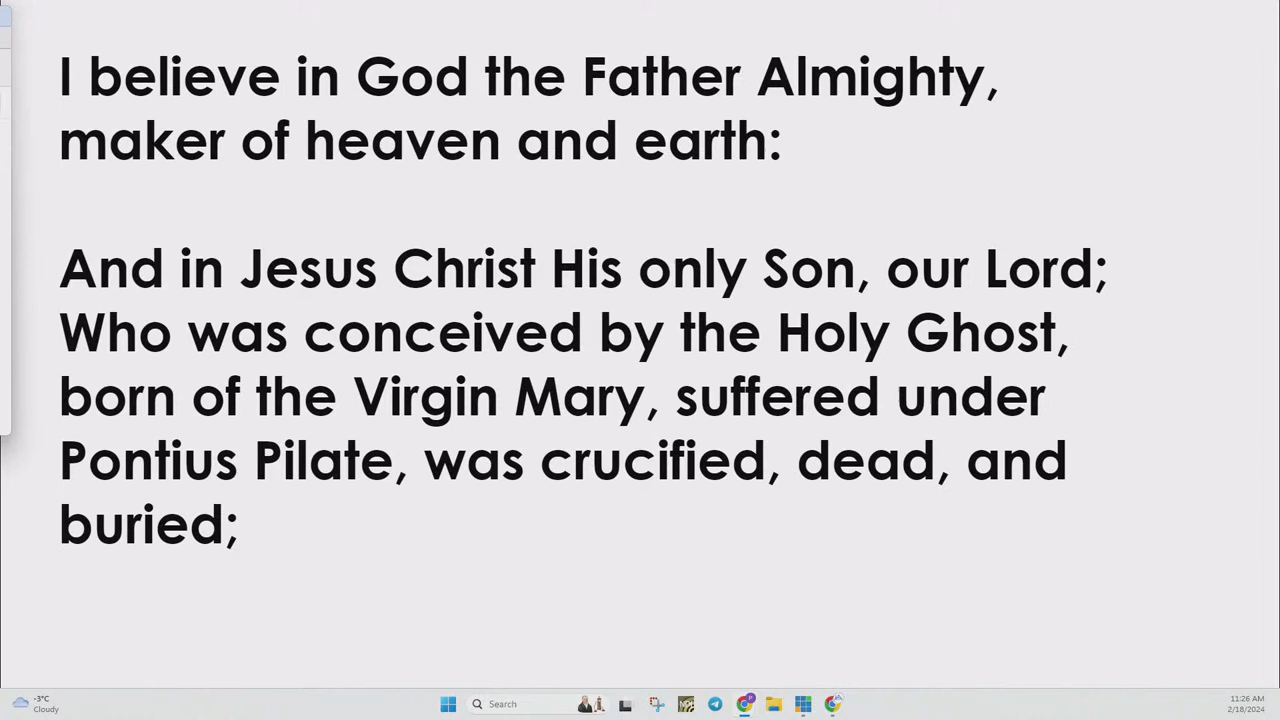 I believe in God the Father Almighty,
maker of heaven and earth:
And in Jesus Christ His only Son, our Lord;
Who was conceived by the Holy Ghost,
born of the Virgin Mary, suffered under
Pontius Pilate, was crucified, dead, and
buried;
-3°C
Cloudy
Search
11:26 AM
2/18/2024